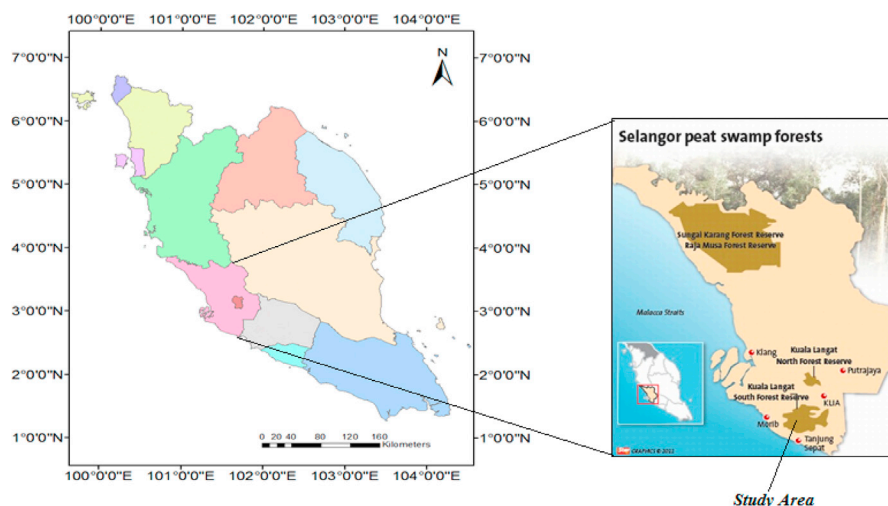 100°0'0"E 101°0'0"E 102°0'0"E 103°0'0"E 104°0'0"E
N
7°0'0"N 7°0'0"N
6°0'0"N 6°0'0"N
5°0'0"N 5°0'0"N
4°0'0"N 4°0'0"N
3°0'0"N 3°0'0"N
2°0'0"N 2°0'0"N
1°0'0"N 1°0'0"N
0 20 40 80 120 160
Kilometers
100°0'0"E 101°0'0"E 102°0'0"E 103°0'0"E 104°0'0"E
Selangor peat swamp forests
Sungai Karang Forest Reserve
Raja Musa Forest Reserve
Malacca Straits
Klang
Kuala Langat
North Forest Reserve
Putrajaya
Kuala Langat
South Forest Reserve
KLIA
Morib
Tanjung
Sepat
GRAPHICS © 2012
Study Area